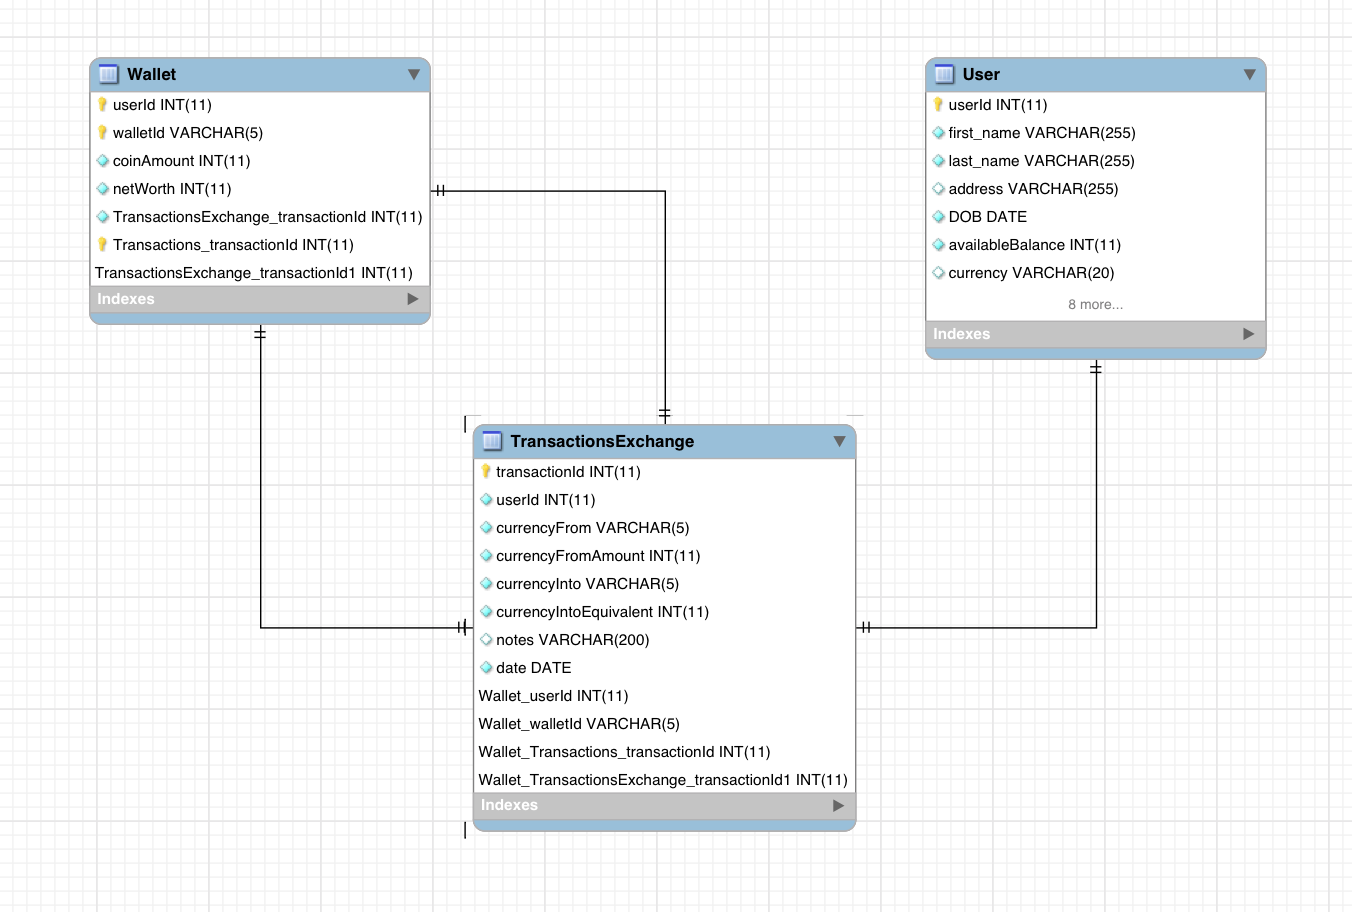 Wallet
userId INT(11)
walletId VARCHAR(5)
coinAmount INT(11)
netWorth INT(11)
TransactionsExchange_transactionId INT(11)
Transactions_transactionId INT(11)
TransactionsExchange_transactionId1 INT(11)
Indexes
User
userId INT(11)
first_name VARCHAR(255)
last_name VARCHAR(255)
address VARCHAR(255)
DOB DATE
availableBalance INT(11)
currency VARCHAR(20)
8 more...
Indexes
TransactionsExchange
transactionId INT(11)
userId INT(11)
currencyFrom VARCHAR(5)
currencyFromAmount INT(11)
currencyInto VARCHAR(5)
currencyIntoEquivalent INT(11)
notes VARCHAR(200)
date DATE
Wallet_userId INT(11)
Wallet_walletId VARCHAR(5)
Wallet_Transactions_transactionId INT(11)
Wallet_TransactionsExchange_transactionId1 INT(11)
Indexes